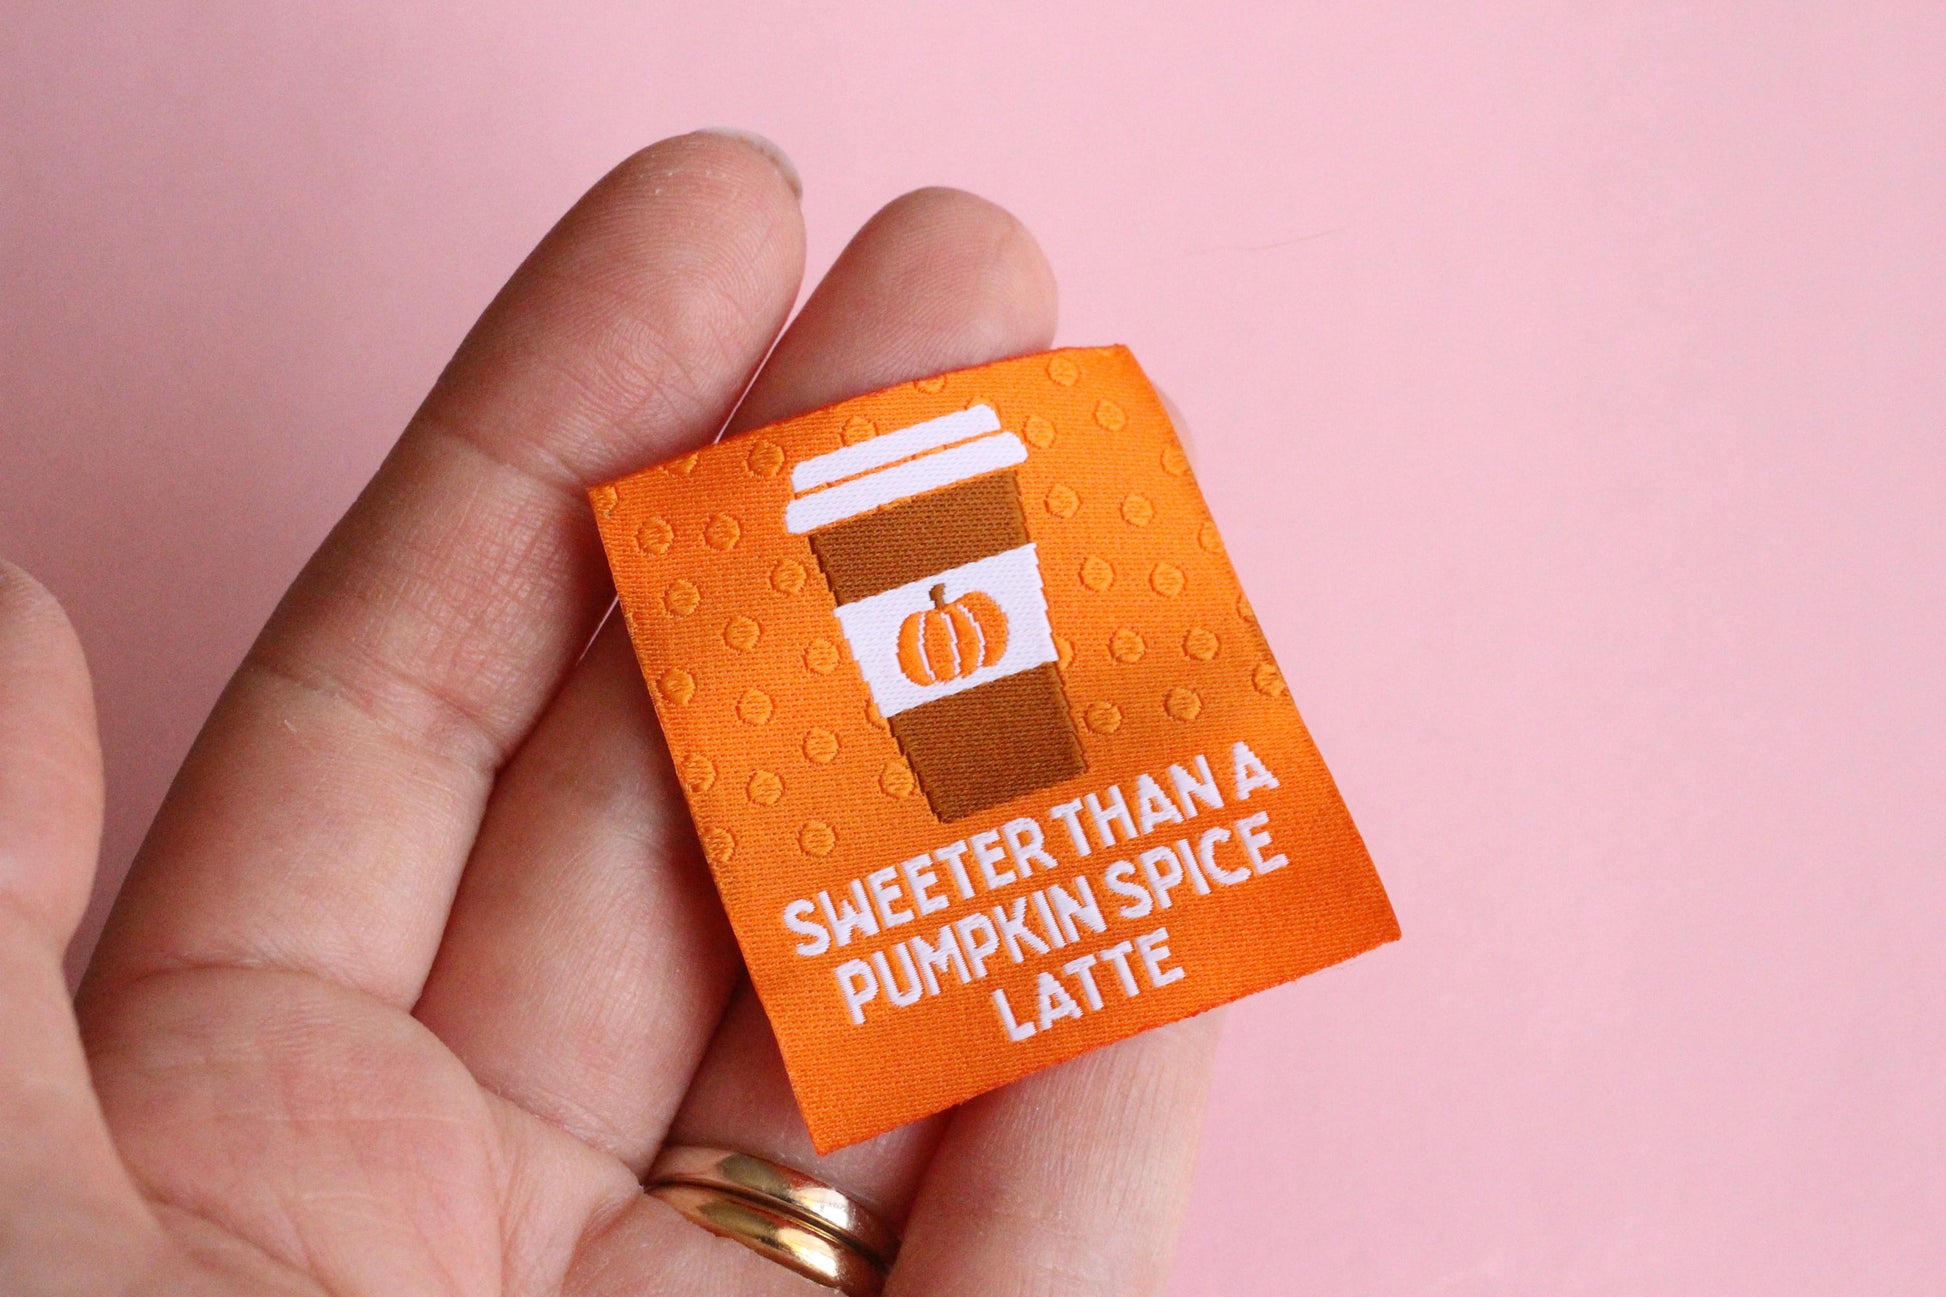 SWEETER THAN A
PUMPKIN SPICE
LATTE